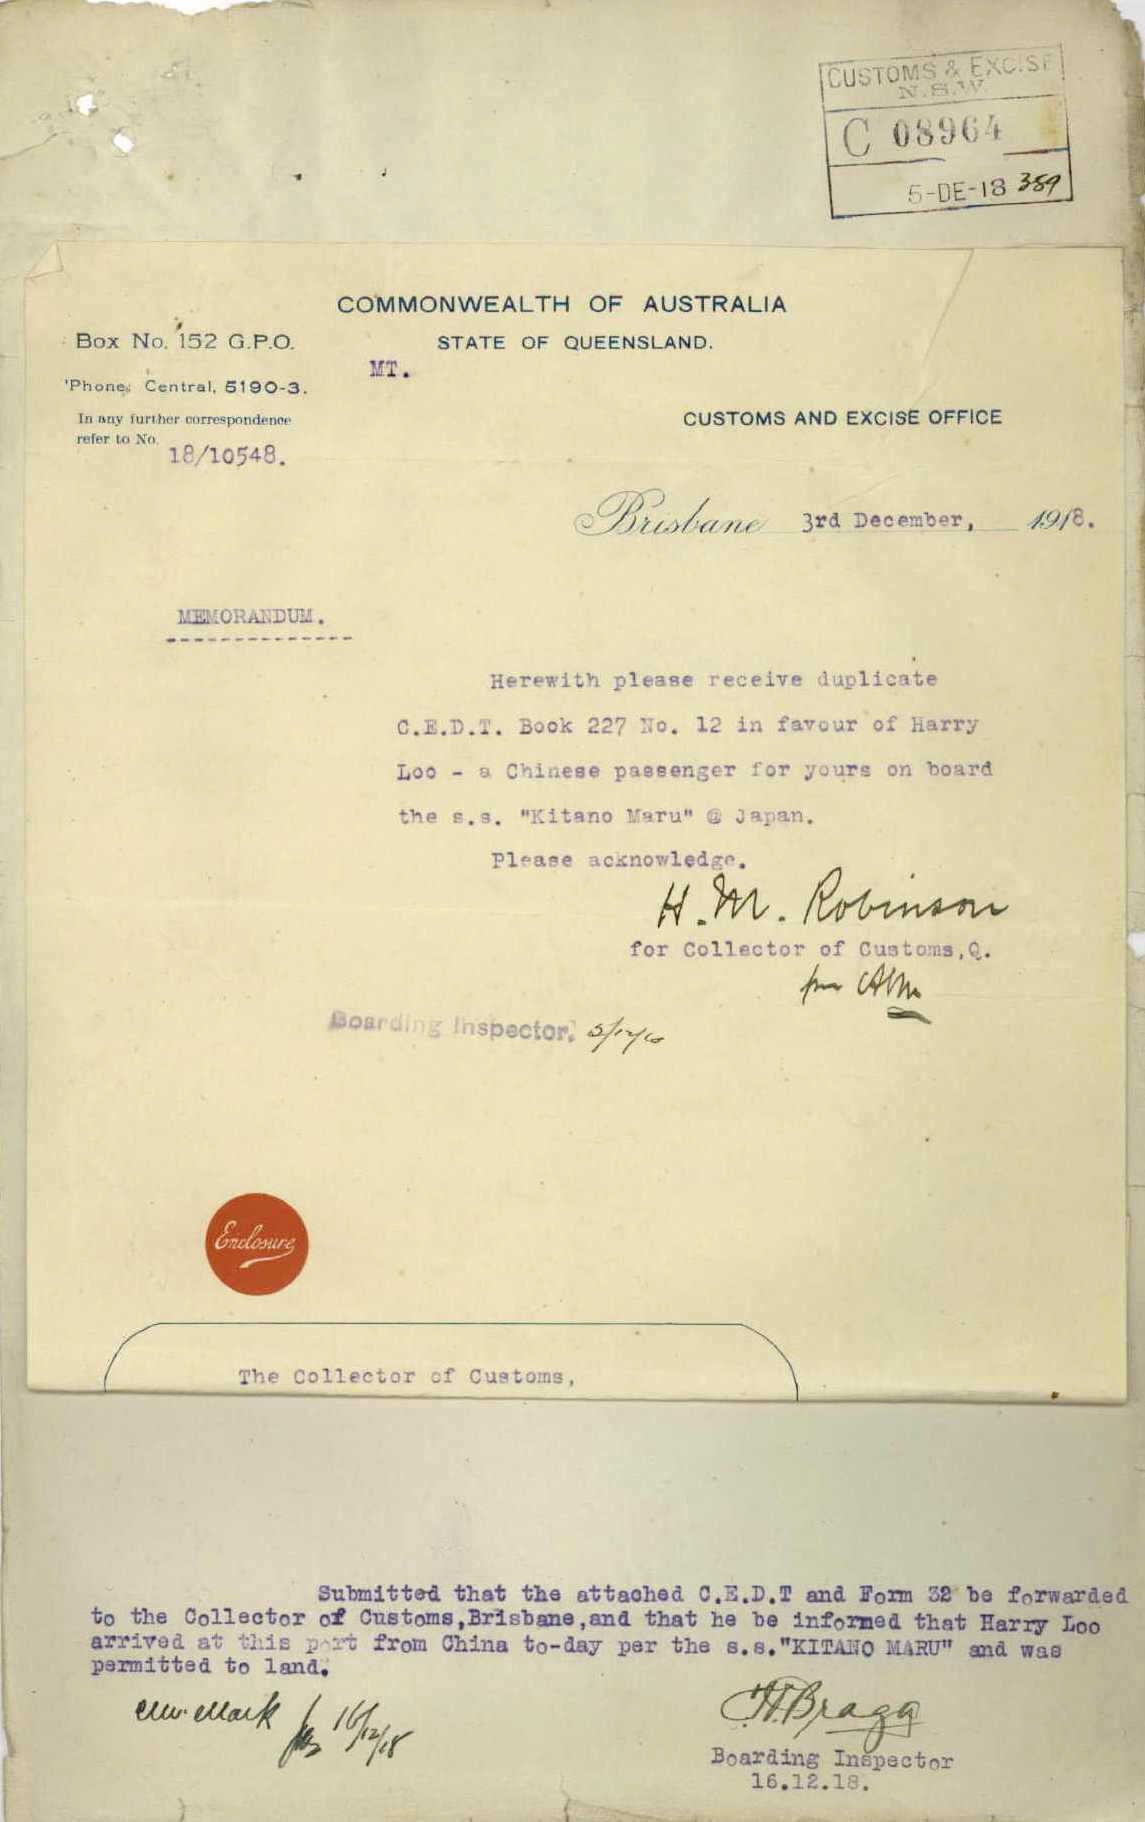 CUSTOMS & EXCISE
N.S.W.
C 08964
5-DE-18 389
COMMONWEALTH OF AUSTRALIA
Box No. 152 G.P.O.
STATE OF QUEENSLAND.
MT.
'Phone, Central, 5190-3.
In any further correspondence
refer to No.
CUSTOMS AND EXCISE OFFICE
18/10548.
Brisbane 3rd December, 1918.
MEMORANDUM.
Herewith please receive duplicate
C.E.D.T. Book 227 No. 12 in favour of Harry
Loo - a Chinese passenger for yours on board
the s.s. "Kitano Maru" @ Japan.
Please acknowledge.
H. M. Robinson
for Collector of Customs,Q.
Boarding Inspector.
Enclosure
The Collector of Customs,
Submitted that the attached C.E.D.T and Form 32 be forwarded
to the Collector of Customs,Brisbane,and that he be informed that Harry Loo
arrived at this port from China to-day per the s.s."KITANO MARU" and was
permitted to land.
Mark 16/12/18
Bragg
Boarding Inspector
16.12.18.